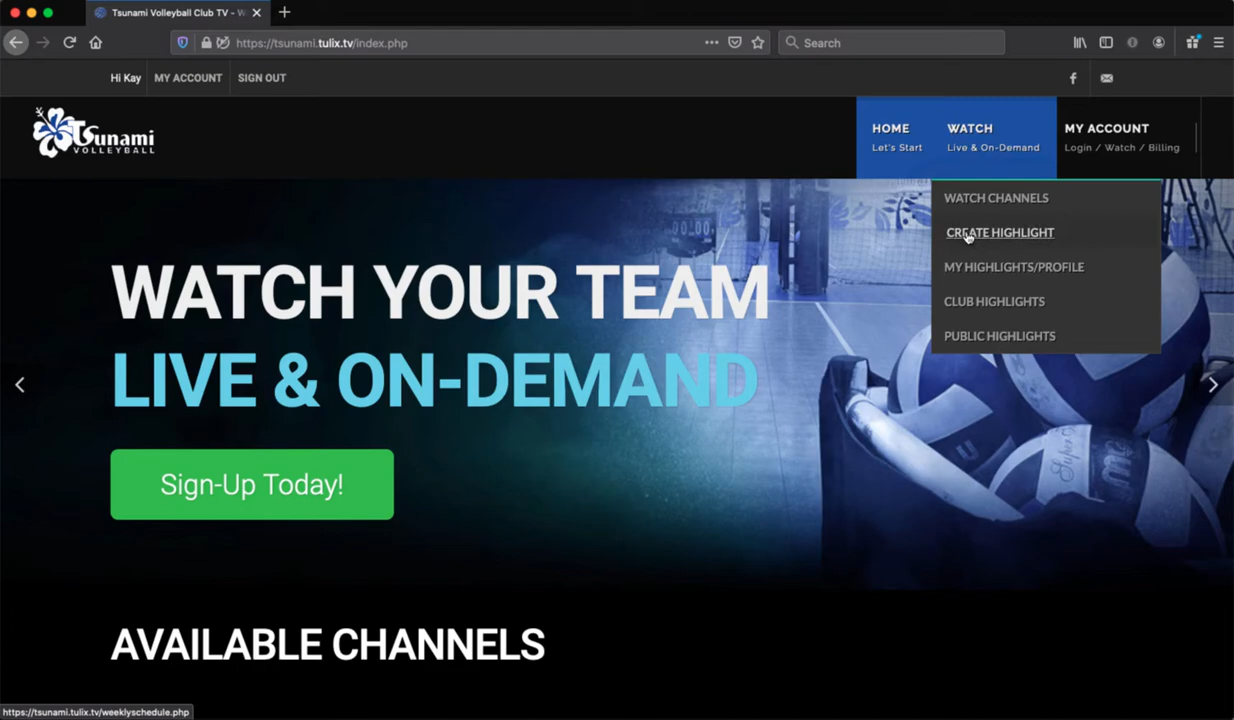 Tsunami Volleyball Club TV - W
https://tsunami.tulix.tv/index.php
Search
Hi Kay
MY ACCOUNT
SIGN OUT
Tsunami
VOLLEYBALL
HOME
Let's Start
WATCH
Live & On-Demand
MY ACCOUNT
Login / Watch / Billing
WATCH CHANNELS
CREATE HIGHLIGHT
MY HIGHLIGHTS/PROFILE
CLUB HIGHLIGHTS
PUBLIC HIGHLIGHTS
WATCH YOUR TEAM
LIVE & ON-DEMAND
Sign-Up Today!
AVAILABLE CHANNELS
https://tsunami.tulix.tv/weeklyschedule.php